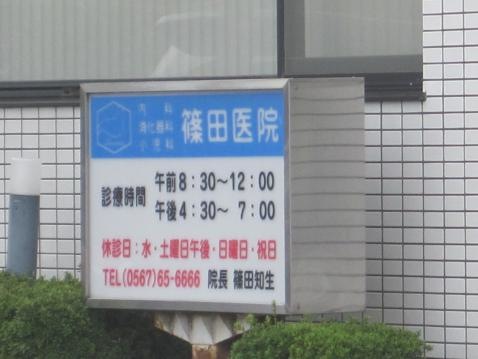 内科
消化器科
小児科
篠田医院
診療時間
午前8:30～12:00
午後4:30～ 7:00
休診日:水・土曜日午後・日曜日・祝日
TEL(0567)65-6666 院長 篠田知生